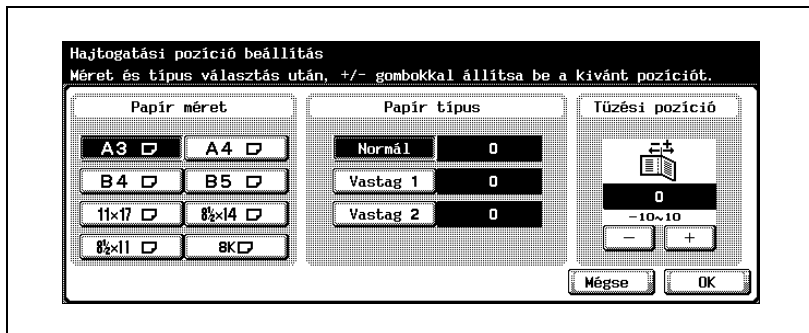 Hajtogatási pozíció beállítás
Méret és típus választás után, +/- gombokkal állítsa be a kívánt pozíciót.
Papír méret
A3 A4
B4 B5
11×17 8½×14
8½×11 8K
Papír típus
Normál 0
Vastag 1 0
Vastag 2 0
Tűzési pozíció
- +
0
-10~10
- +
Mégse OK